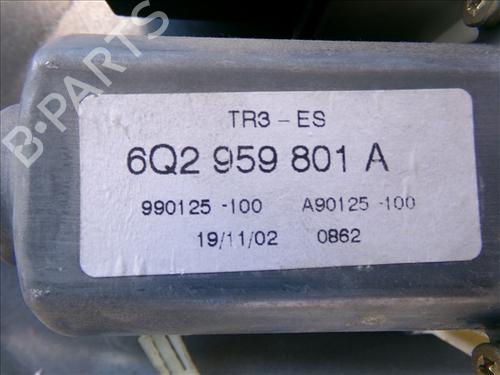 B-PARTS
TR3 - ES
6Q2 959 801 A
990125 -100 A90125 -100
19/11/02 0862